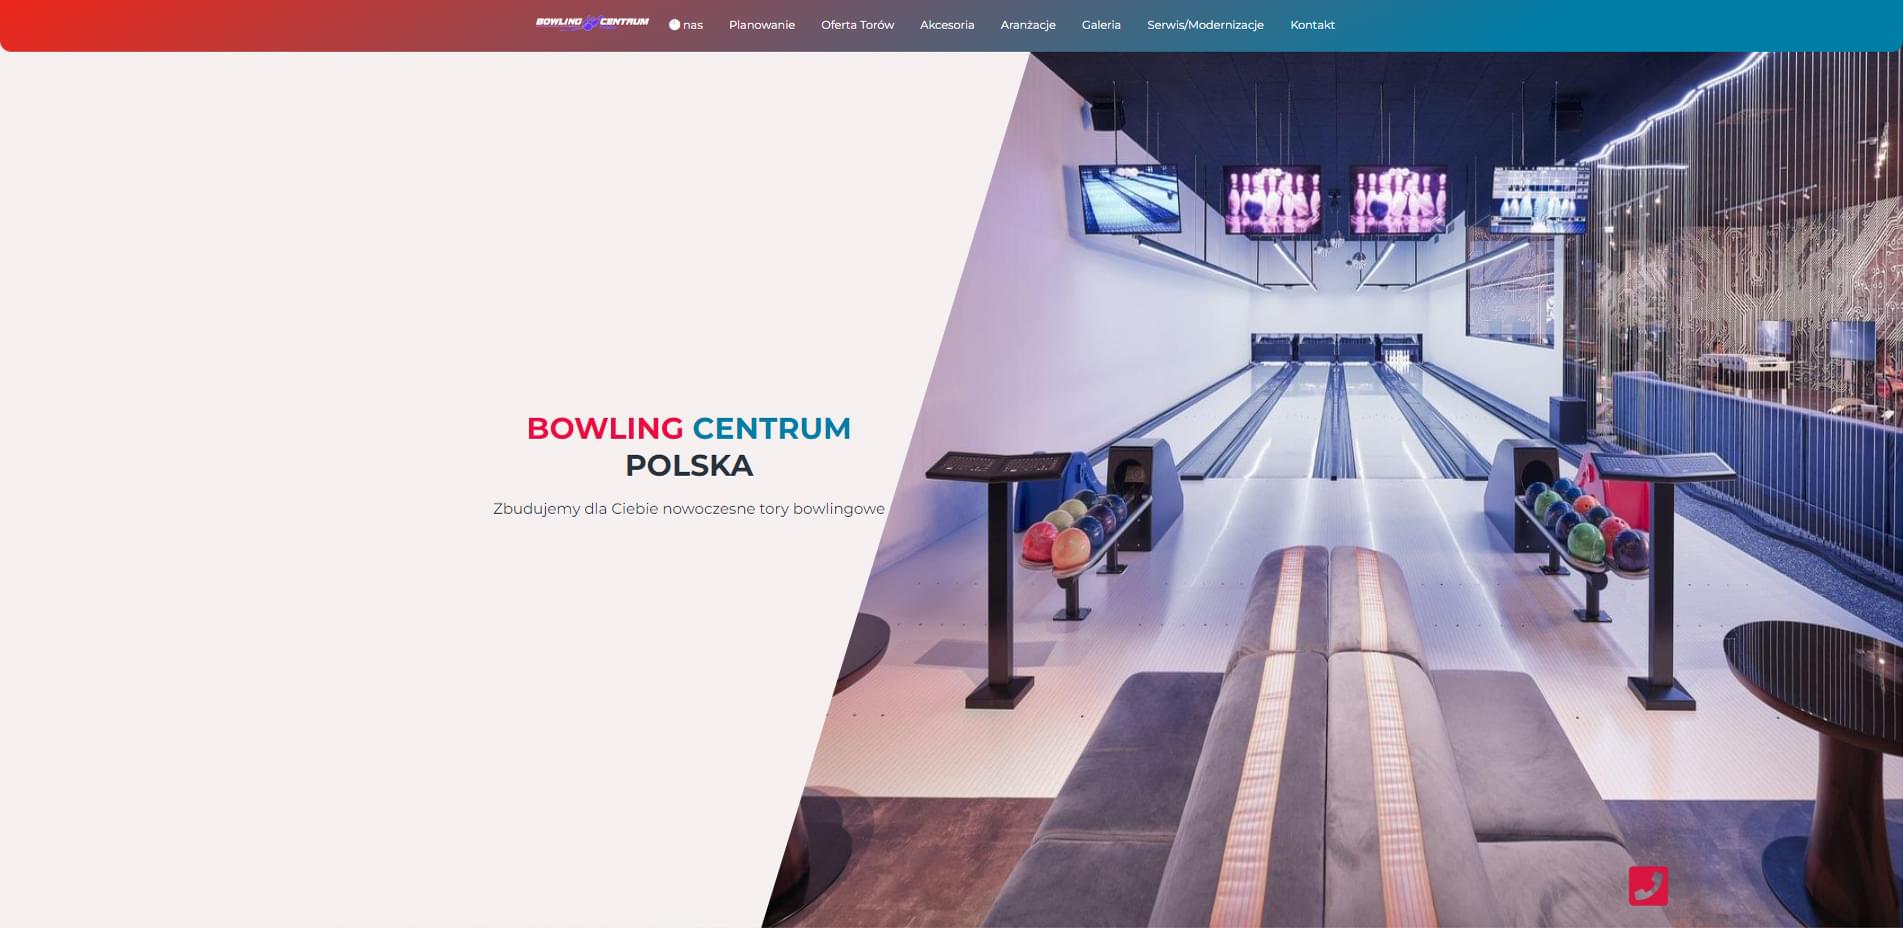 BOWLING CENTRUM
nas
Planowanie
Oferta Torów
Akcesoria
Aranżacje
Galeria
Serwis/Modernizacje
Kontakt
BOWLING CENTRUM
POLSKA
Zbudujemy dla Ciebie nowoczesne tory bowlingowe